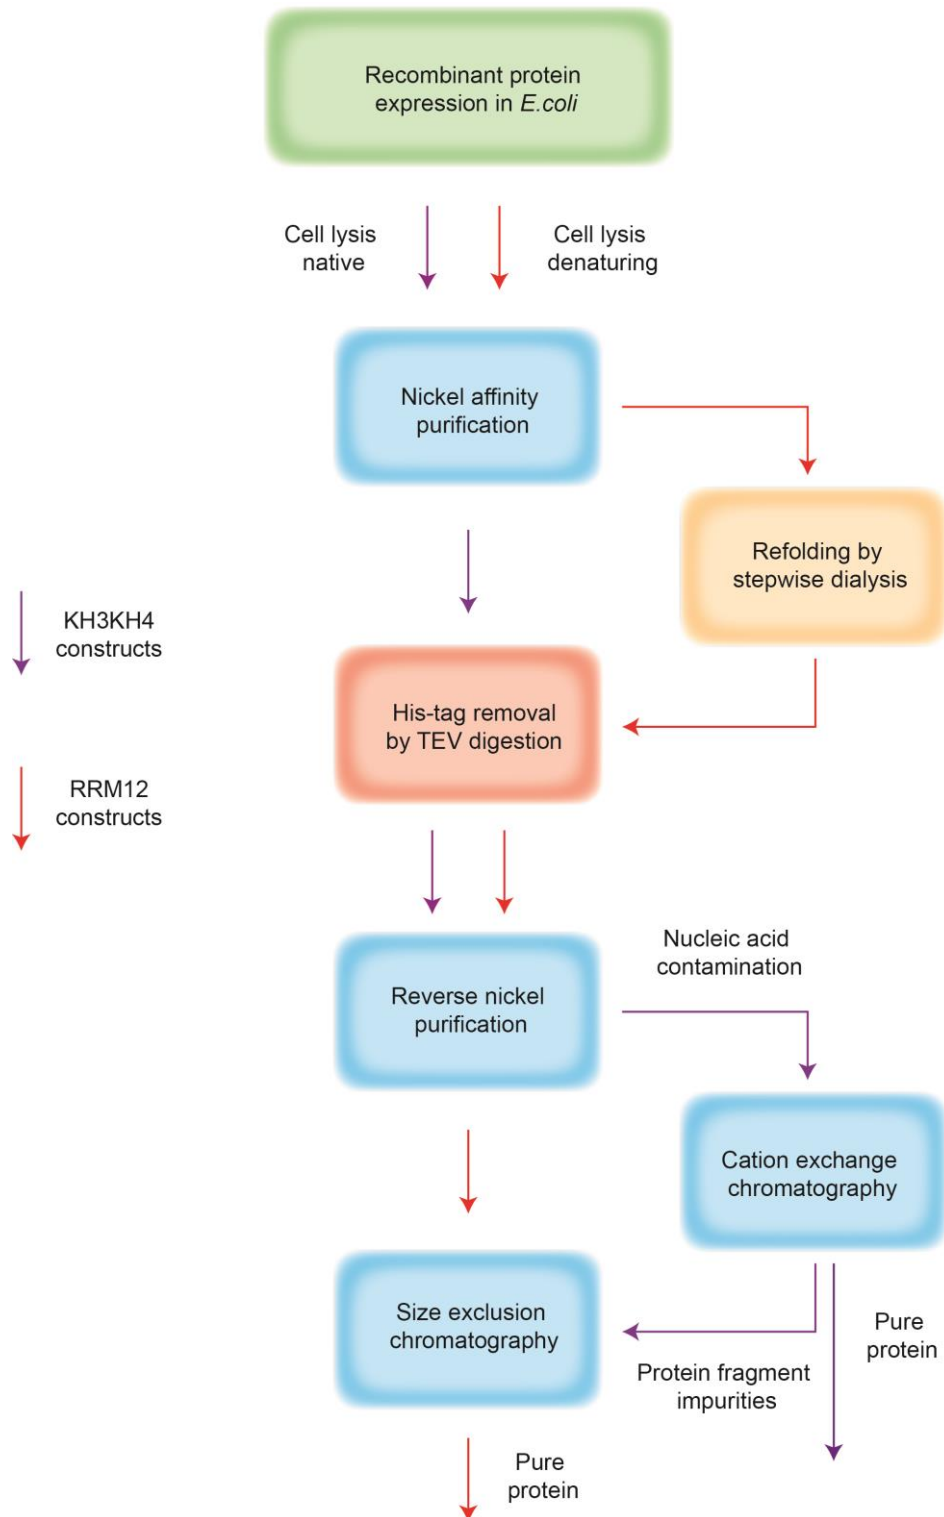 Recombinant protein
expression in E.coli
Cell lysis
native
Cell lysis
denaturing
Nickel affinity
purification
Refolding by
stepwise dialysis
KH3KH4
constructs
His-tag removal
by TEV digestion
RRM12
constructs
Nucleic acid
contamination
Reverse nickel
purification
Cation exchange
chromatography
Size exclusion
chromatography
Pure
protein
Protein fragment
impurities
Pure
protein